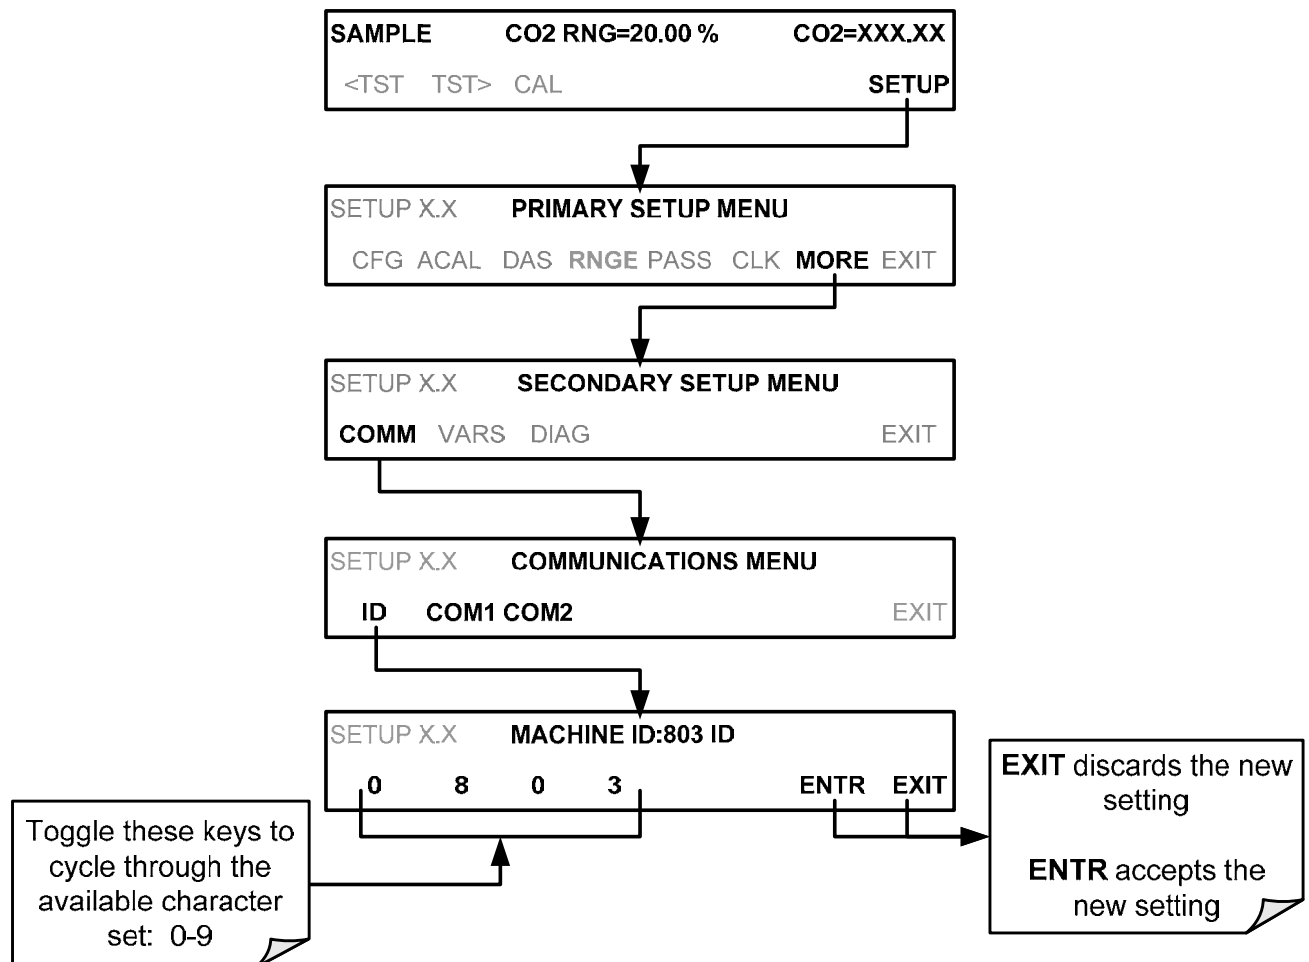 SAMPLE CO2 RNG=20.00 % CO2=XXX.XX
<TST TST> CAL SETUP
SETUP X.X PRIMARY SETUP MENU
CFG ACAL DAS RNGE PASS CLK MORE EXIT
SETUP X.X SECONDARY SETUP MENU
COMM VARS DIAG EXIT
SETUP X.X COMMUNICATIONS MENU
ID COM1 COM2 EXIT
SETUP X.X MACHINE ID:803 ID
0 8 0 3 ENTR EXIT
Toggle these keys to
cycle through the
available character
set: 0-9
EXIT discards the new
setting
ENTR accepts the
new setting